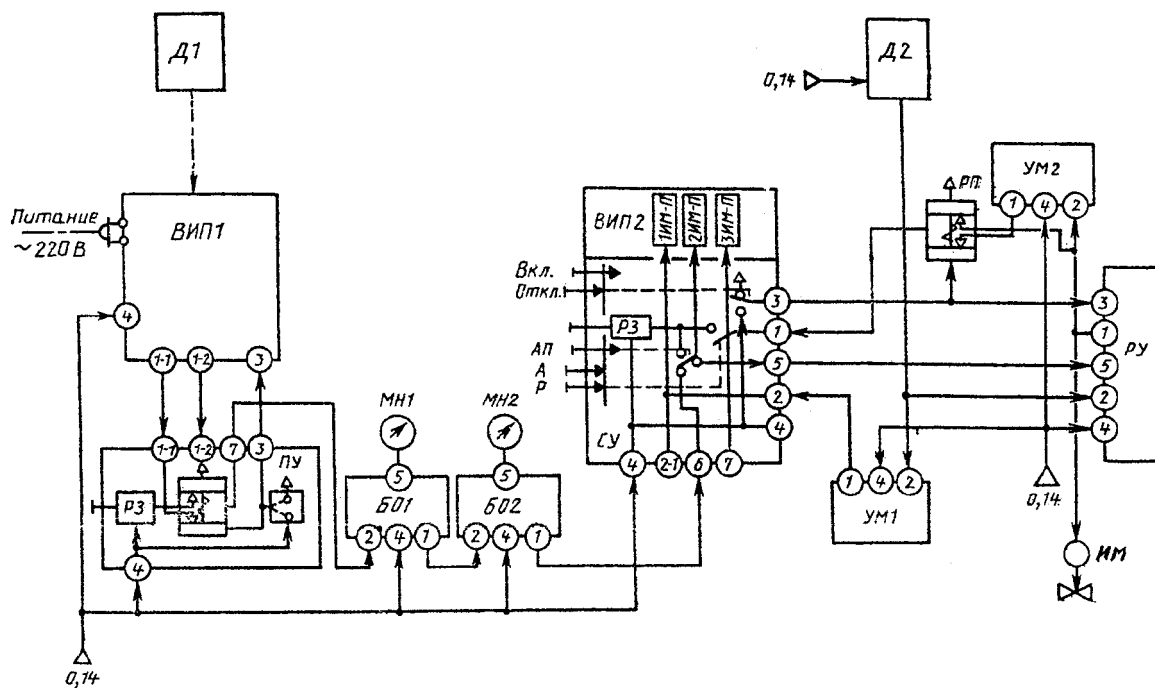 Д1
Д2
0,14
УМ2
РП
1
4
2
Питание
~220 В
ВИП1
ВИП2
1ИМ-П
2ИМ-П
3ИМ-П
Вкл.
Откл.
РЗ
АП
А
Р
СУ
3
1
5
2
4
4
2-1
6
7
3
1
5
2
4
РУ
4
1-1
1-2
3
1-1
1-2
7
3
ПУ
РЗ
4
МН1
МН2
5
5
БО1
БО2
2
4
1
2
4
1
1
4
2
УМ1
0,14
ИМ
0,14